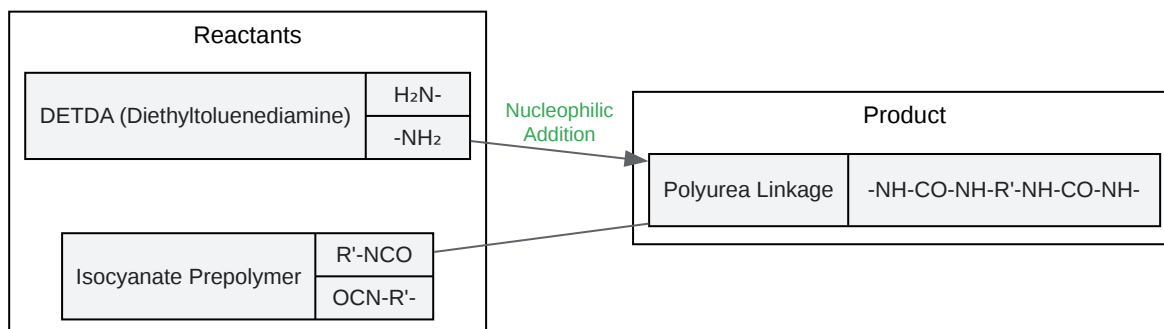 Reactants
DETDA (Diethyltoluenediamine)
H₂N-
-NH₂
Nucleophilic
Addition
Isocyanate Prepolymer
R'-NCO
OCN-R'-
Product
Polyurea Linkage
-NH-CO-NH-R'-NH-CO-NH-